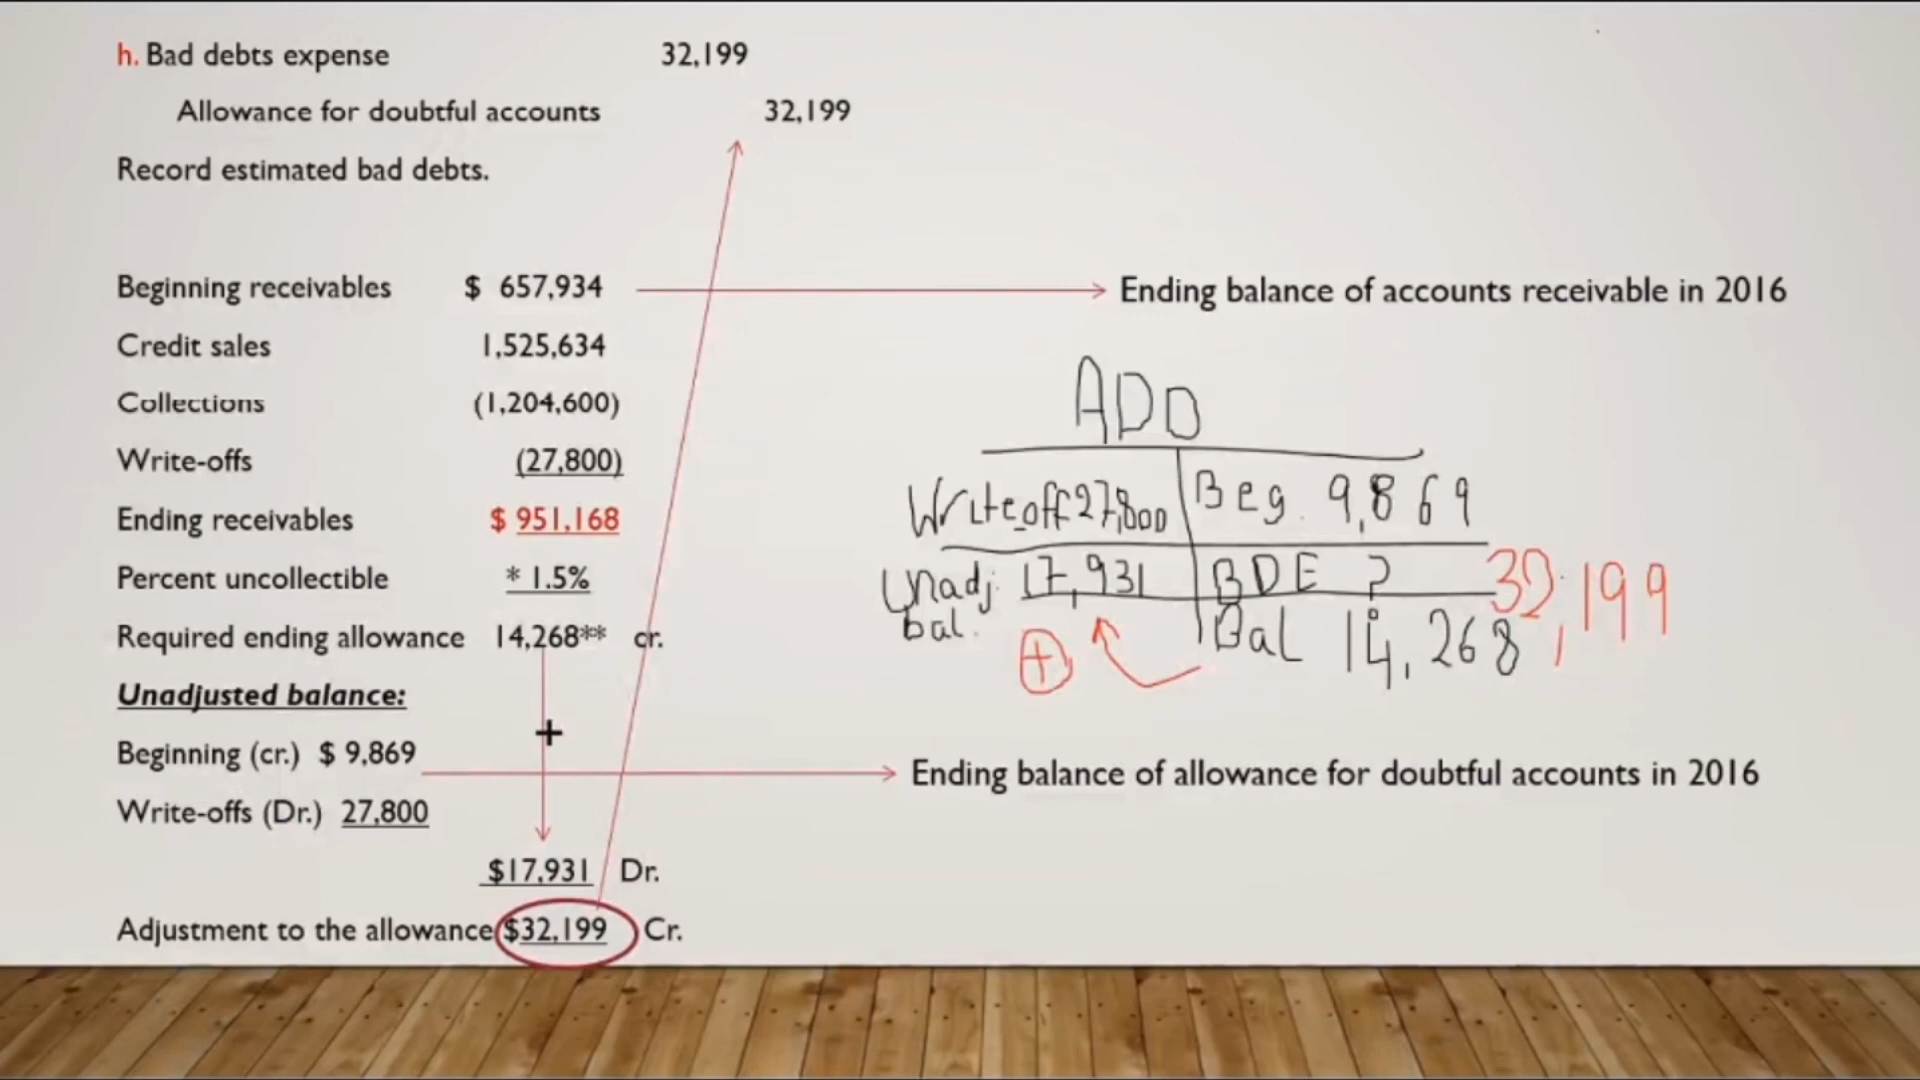 h. Bad debts expense 32,199
Allowance for doubtful accounts 32,199
Record estimated bad debts.
Beginning receivables $ 657,934 Ending balance of accounts receivable in 2016
Credit sales 1,525,634
Collections (1,204,600)
Write-offs (27,800)
Ending receivables $ 951,168
Percent uncollectible * 1.5%
Required ending allowance 14,268** cr.
Unadjusted balance:
+
Beginning (cr.) $ 9,869 Ending balance of allowance for doubtful accounts in 2016
Write-offs (Dr.) 27,800
$17,931 Dr.
Adjustment to the allowance $32,199 Cr.
ADD
Write_off 27,800 Beg. 9,869
Unadj. 17,931 BDE ? 32,199
bal. Bal 14,268
+